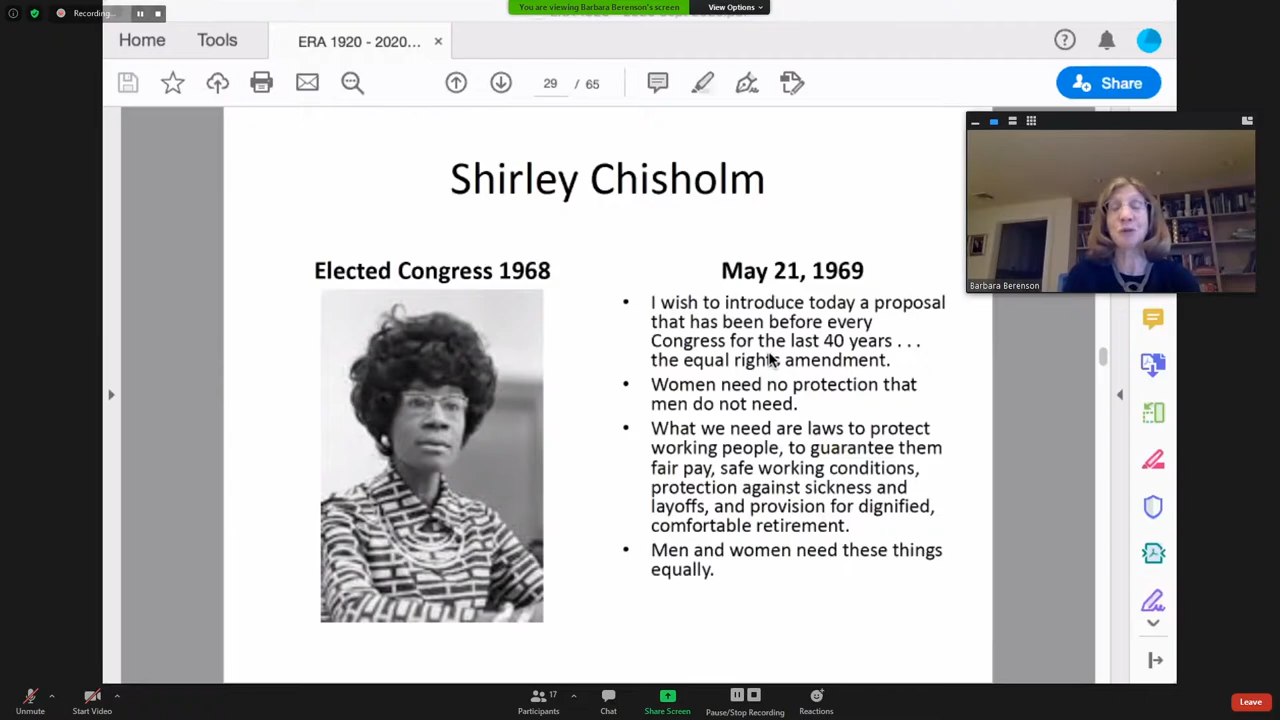 Recording...
You are viewing Barbara Berenson's screen
View Options
Home
Tools
ERA 1920 - 2020...
29 / 65
Share
Shirley Chisholm
Elected Congress 1968
May 21, 1969
• I wish to introduce today a proposal
that has been before every
Congress for the last 40 years . . .
the equal rights amendment.
• Women need no protection that
men do not need.
• What we need are laws to protect
working people, to guarantee them
fair pay, safe working conditions,
protection against sickness and
layoffs, and provision for dignified,
comfortable retirement.
• Men and women need these things
equally.
Barbara Berenson
Unmute
Start Video
Participants
17
Chat
Share Screen
Pause/Stop Recording
Reactions
Leave